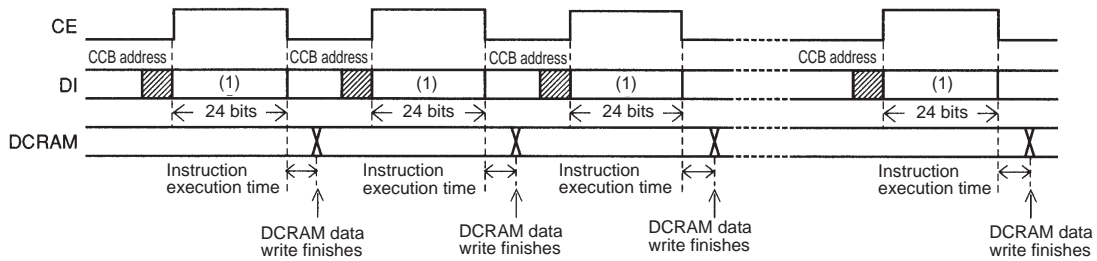 CE
CCB address CCB address CCB address CCB address
DI (1) (1) (1) (1)
24 bits 24 bits 24 bits 24 bits
DCRAM
Instruction execution time
Instruction execution time
Instruction execution time
Instruction execution time
DCRAM data write finishes
DCRAM data write finishes
DCRAM data write finishes
DCRAM data write finishes